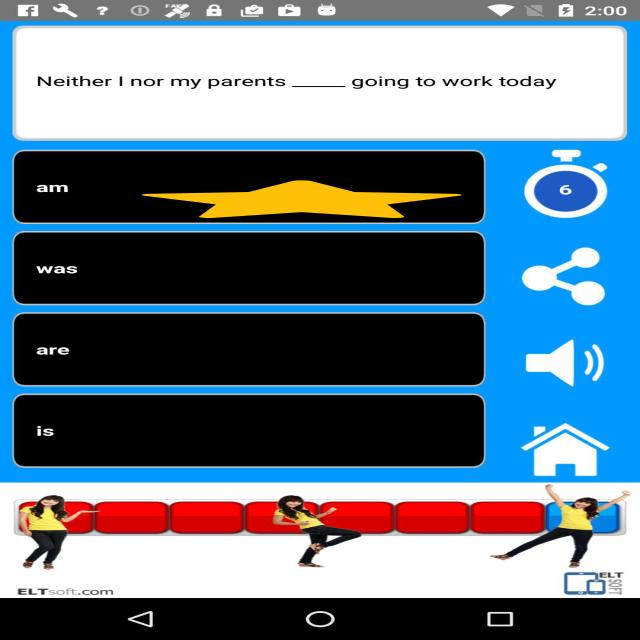 2:00
Neither I nor my parents _____ going to work today
am
6
was
are
is
ELTsoft.com
ELT
SOFT